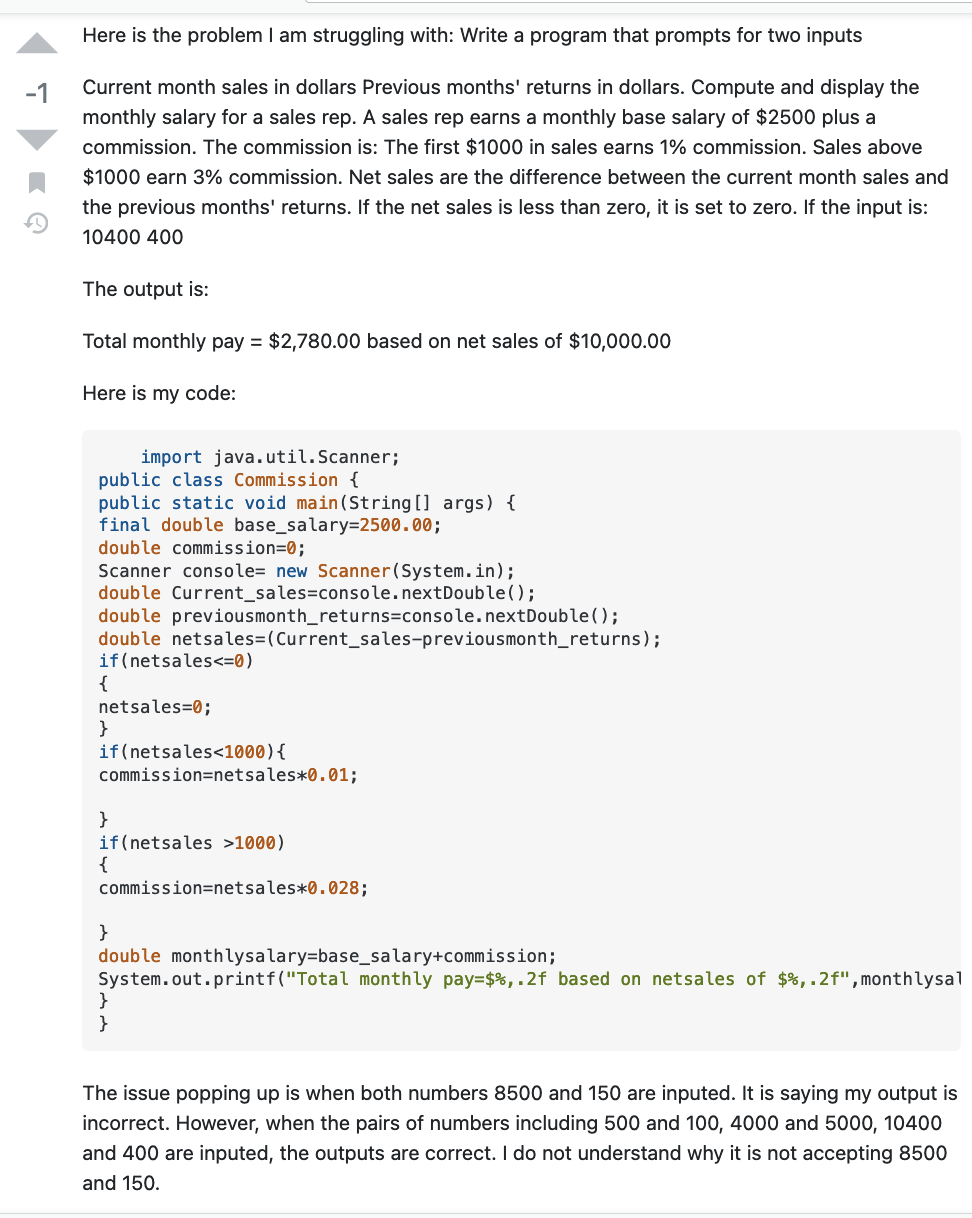 Here is the problem I am struggling with: Write a program that prompts for two inputs
-1
Current month sales in dollars Previous months' returns in dollars. Compute and display the
monthly salary for a sales rep. A sales rep earns a monthly base salary of $2500 plus a
commission. The commission is: The first $1000 in sales earns 1% commission. Sales above
$1000 earn 3% commission. Net sales are the difference between the current month sales and
the previous months' returns. If the net sales is less than zero, it is set to zero. If the input is:
10400 400
The output is:
Total monthly pay = $2,780.00 based on net sales of $10,000.00
Here is my code:
    import java.util.Scanner;
public class Commission {
public static void main(String[] args) {
final double base_salary=2500.00;
double commission=0;
Scanner console= new Scanner(System.in);
double Current_sales=console.nextDouble();
double previousmonth_returns=console.nextDouble();
double netsales=(Current_sales-previousmonth_returns);
if(netsales<=0)
{
netsales=0;
}
if(netsales<1000){
commission=netsales*0.01;
}
if(netsales >1000)
{
commission=netsales*0.028;
}
double monthlysalary=base_salary+commission;
System.out.printf("Total monthly pay=$%,.2f based on netsales of $%,.2f",monthlysal
}
}
The issue popping up is when both numbers 8500 and 150 are inputed. It is saying my output is
incorrect. However, when the pairs of numbers including 500 and 100, 4000 and 5000, 10400
and 400 are inputed, the outputs are correct. I do not understand why it is not accepting 8500
and 150.